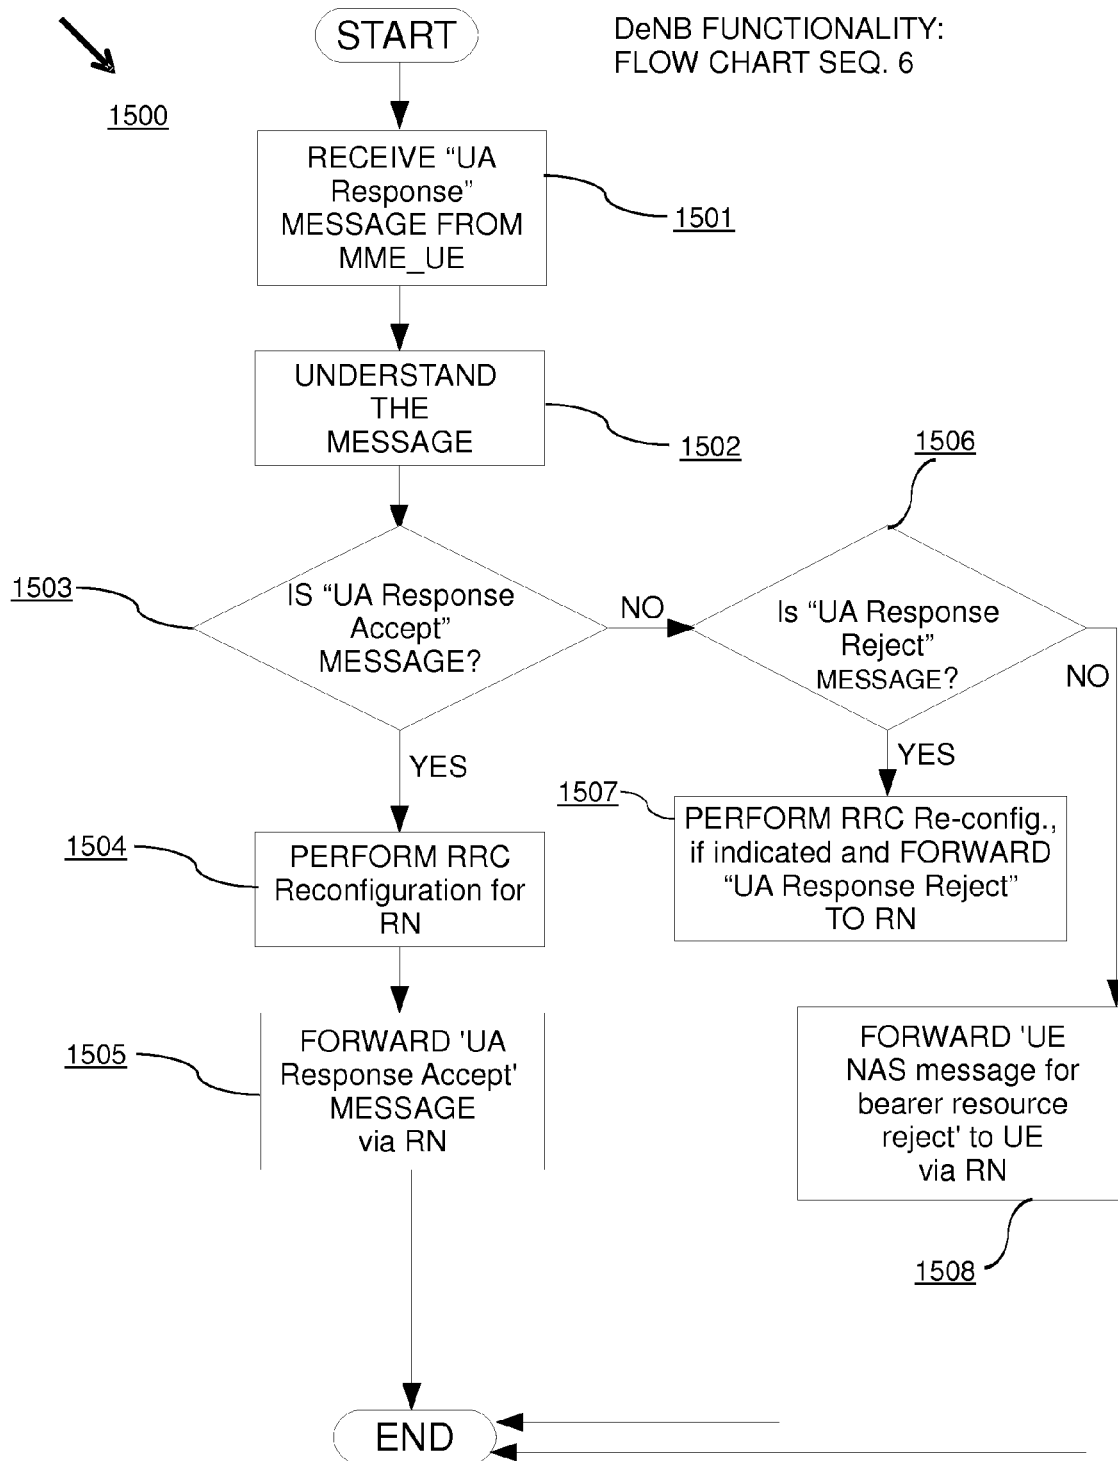 START
DeNB FUNCTIONALITY:
FLOW CHART SEQ. 6
1500
RECEIVE “UA
Response”
MESSAGE FROM
MME_UE
1501
UNDERSTAND
THE
MESSAGE
1502
1506
1503
IS “UA Response
Accept”
MESSAGE?
NO
Is “UA Response
Reject”
MESSAGE?
NO
YES
YES
1507
PERFORM RRC Re-config.,
if indicated and FORWARD
“UA Response Reject”
TO RN
1504
PERFORM RRC
Reconfiguration for
RN
1505
FORWARD 'UA
Response Accept'
MESSAGE
via RN
FORWARD 'UE
NAS message for
bearer resource
reject' to UE
via RN
1508
END